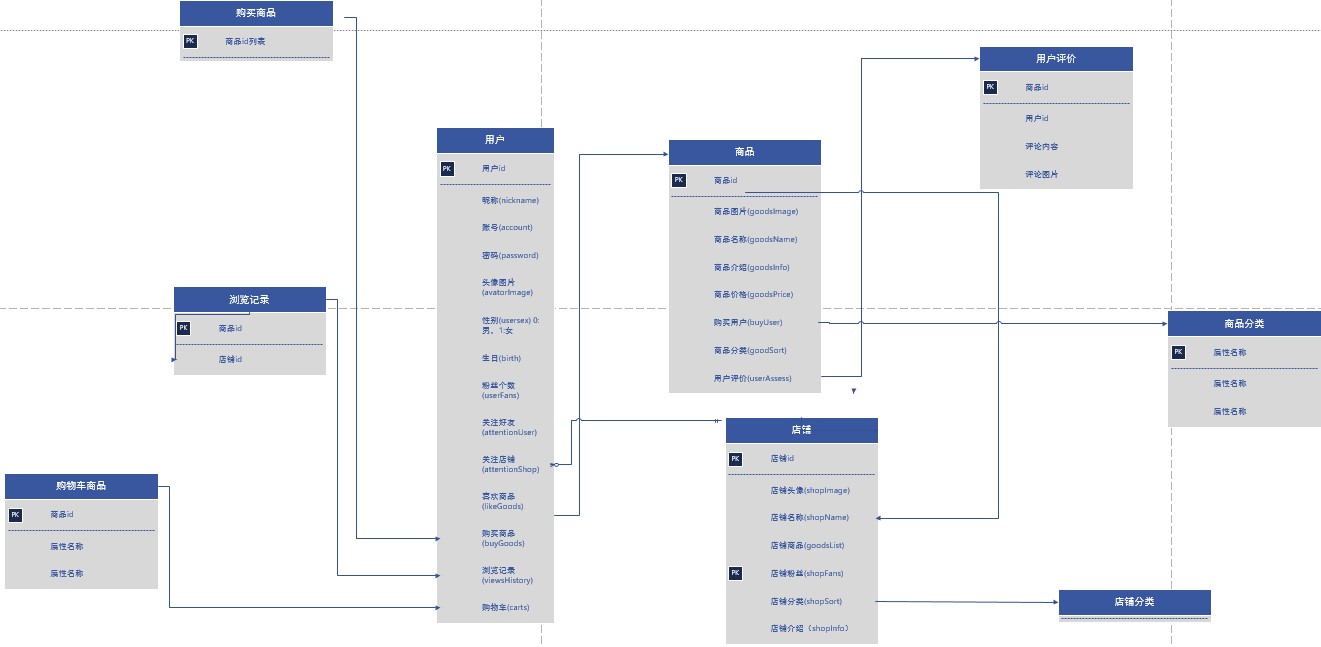 购买商品
PK 商品id列表
用户评价
PK 商品id
用户id
评论内容
评论图片
用户
PK 用户id
昵称(nickname)
账号(account)
密码(password)
头像图片
(avatorImage)
性别(usersex) 0:
男，1:女
生日(birth)
粉丝个数
(userFans)
关注好友
(attentionUser)
关注店铺
(attentionShop)
喜欢商品
(likeGoods)
购买商品
(buyGoods)
浏览记录
(viewsHistory)
购物车(carts)
商品
PK 商品id
商品图片(goodsImage)
商品名称(goodsName)
商品介绍(goodsInfo)
商品价格(goodsPrice)
购买用户(buyUser)
商品分类(goodSort)
用户评价(userAssess)
浏览记录
PK 商品id
店铺id
商品分类
PK 属性名称
属性名称
属性名称
店铺
PK 店铺id
店铺头像(shopImage)
店铺名称(shopName)
店铺商品(goodsList)
PK 店铺粉丝(shopFans)
店铺分类(shopSort)
店铺介绍（shopInfo）
购物车商品
PK 商品id
属性名称
属性名称
店铺分类